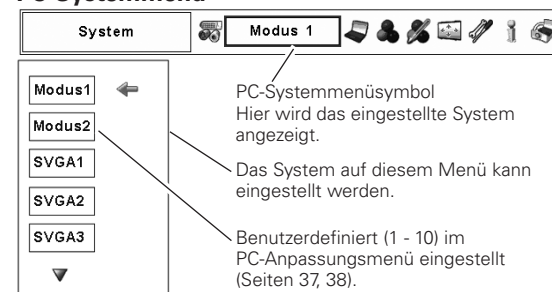 PC-Systemmenü
System
Modus 1
Modus1
Modus2
SVGA1
SVGA2
SVGA3
PC-Systemmenüsymbol
Hier wird das eingestellte System
angezeigt.
Das System auf diesem Menü kann
eingestellt werden.
Benutzerdefiniert (1 - 10) im
PC-Anpassungsmenü eingestellt
(Seiten 37, 38).